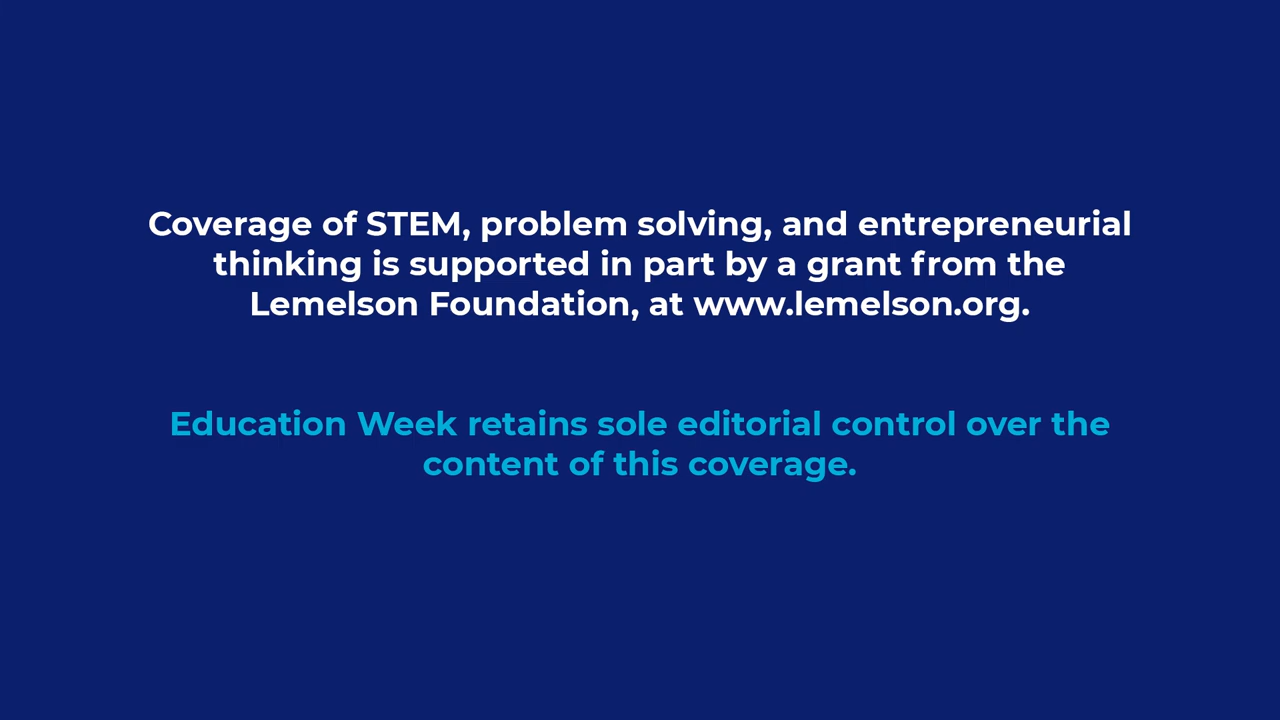 Coverage of STEM, problem solving, and entrepreneurial
thinking is supported in part by a grant from the
Lemelson Foundation, at www.lemelson.org.
Education Week retains sole editorial control over the
content of this coverage.